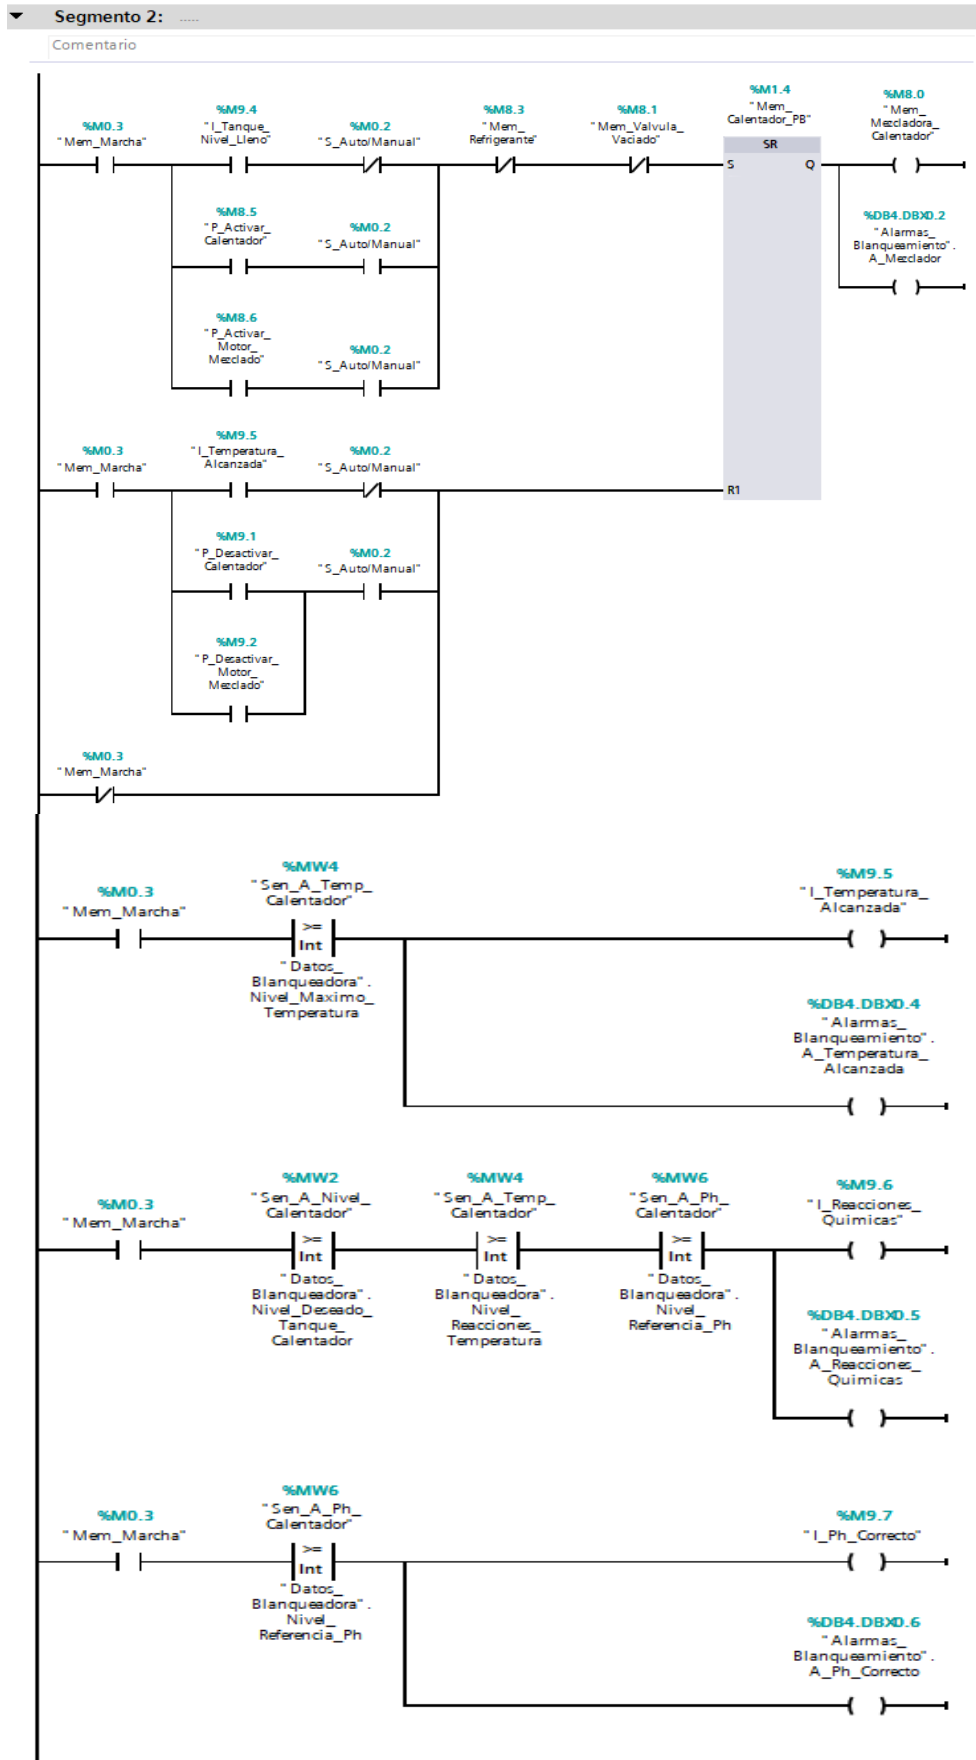 Segmento 2: .....
Comentario
%M0.3
"Mem_Marcha"
%M9.4
"I_Tanque_
Nivel_Lleno"
%M0.2
"S_Auto/Manual"
%M8.3
"Mem_
Refrigerante"
%M8.1
"Mem_Valvula_
Vaciado"
%M1.4
"Mem_
Calentador_PB"
SR
S
Q
R1
%M8.0
"Mem_
Mezcladora_
Calentador"
%DB4.DBX0.2
"Alarmas_
Blanqueamiento".
A_Mezclador
%M8.5
"P_Activar_
Calentador"
%M0.2
"S_Auto/Manual"
%M8.6
"P_Activar_
Motor_
Mezclado"
%M0.2
"S_Auto/Manual"
%M0.3
"Mem_Marcha"
%M9.5
"I_Temperatura_
Alcanzada"
%M0.2
"S_Auto/Manual"
%M9.1
"P_Desactivar_
Calentador"
%M0.2
"S_Auto/Manual"
%M9.2
"P_Desactivar_
Motor_
Mezclado"
%M0.3
"Mem_Marcha"
%M0.3
"Mem_Marcha"
%MW4
"Sen_A_Temp_
Calentador"
>=
Int
"Datos_
Blanqueadora".
Nivel_Maximo_
Temperatura
%M9.5
"I_Temperatura_
Alcanzada"
%DB4.DBX0.4
"Alarmas_
Blanqueamiento".
A_Temperatura_
Alcanzada
%M0.3
"Mem_Marcha"
%MW2
"Sen_A_Nivel_
Calentador"
>=
Int
"Datos_
Blanqueadora".
Nivel_Deseado_
Tanque_
Calentador
%MW4
"Sen_A_Temp_
Calentador"
>=
Int
"Datos_
Blanqueadora".
Nivel_
Reacciones_
Temperatura
%MW6
"Sen_A_Ph_
Calentador"
>=
Int
"Datos_
Blanqueadora".
Nivel_
Referencia_Ph
%M9.6
"I_Reacciones_
Quimicas"
%DB4.DBX0.5
"Alarmas_
Blanqueamiento".
A_Reacciones_
Quimicas
%M0.3
"Mem_Marcha"
%MW6
"Sen_A_Ph_
Calentador"
>=
Int
"Datos_
Blanqueadora".
Nivel_
Referencia_Ph
%M9.7
"I_Ph_Correcto"
%DB4.DBX0.6
"Alarmas_
Blanqueamiento".
A_Ph_Correcto